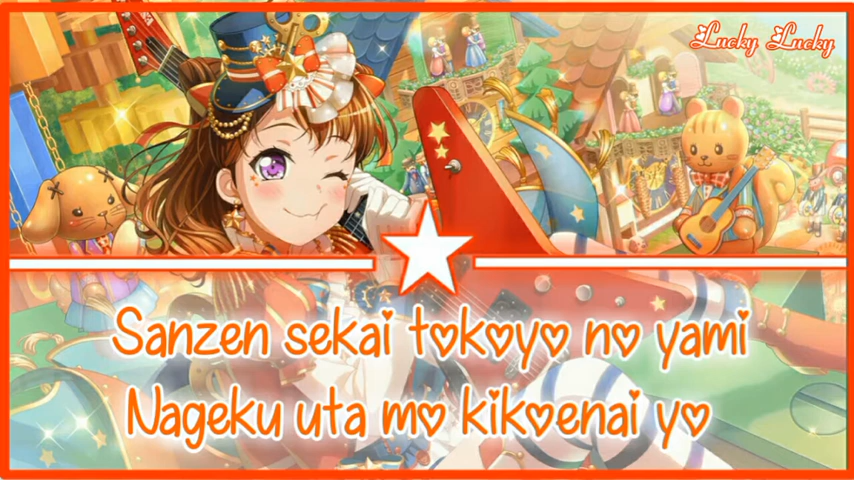 Lucky Lucky
Sanzen sekai tokoyo no yami
Nageku uta mo kikoenai yo